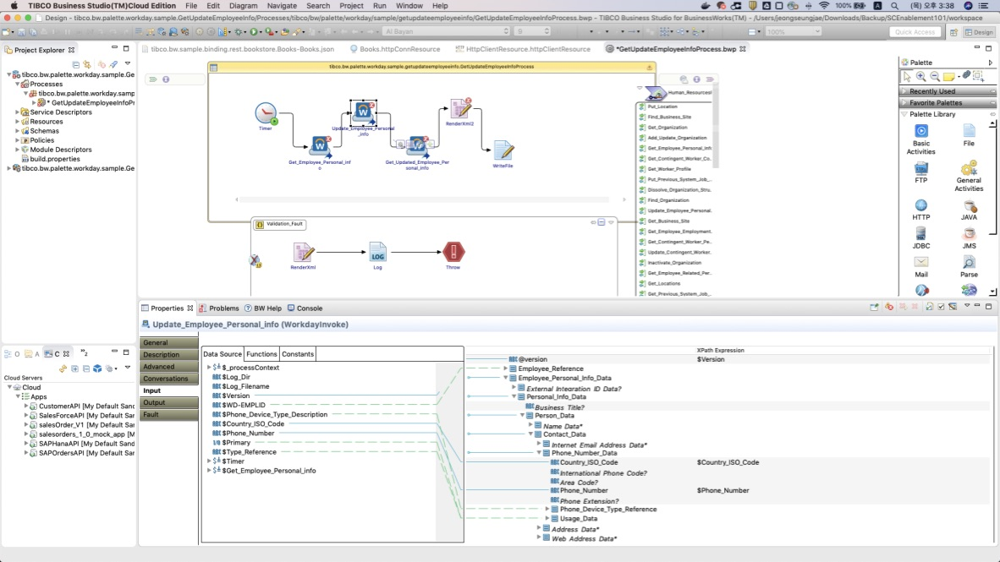 TIBCO Business Studio(TM)Cloud Edition File Edit Diagram Navigate Search Project Run Window Help
100% (목) 오후 3:38
Design - tibco.bw.palette.workday.sample.GetUpdateEmployeeInfo/Processes/tibco/bw/palette/workday/sample/getupdateemployeeinfo/GetUpdateEmployeeInfoProcess.bwp - TIBCO Business Studio for BusinessWorks(TM) - /Users/jeongseungjae/Downloads/Backup/SCEnablement101/workspace
Al Bayan 9 100% Quick Access Design
Project Explorer
tibco.bw.palette.workday.sample.Ge
Processes
tibco.bw.palette.workday.samp
* GetUpdateEmployeeInfoPr
Service Descriptors
Resources
Schemas
Policies
Module Descriptors
build.properties
tibco.bw.palette.workday.sample.Ge
tibco.bw.sample.binding.rest.bookstore.Books-Books.json
Books.httpConnResource
HttpClientResource.httpClientResource
*GetUpdateEmployeeInfoProcess.bwp
tibco.bw.palette.workday.sample.getupdateemployeeinfo.GetUpdateEmployeeInfoProcess
Timer
Get_Employee_Personal_inf
o
Update_Employee_Personal
_info
Get_Updated_Employee_Per
sonal_info
RenderXml2
WriteFile
Validation_Fault
RenderXml
Log
LOG
Throw
Human_Resources
Put_Location
Find_Business_Site
Get_Organization
Add_Update_Organization
Get_Employee_Personal_Inf.
Get_Contingent_Worker_Co.
Get_Worker_Profile
Put_Previous_System_Job_..
Dissolve_Organization_Stru..
Find_Organization
Update_Employee_Personal.
Get_Business_Site
Get_Employee_Employment.
Get_Contingent_Worker_Pe.
Update_Contingent_Worker.
Inactivate_Organization
Get_Employee_Related_Per..
Get_Locations
Get_Previous_System_Job_..
Palette
Recently Used
Favorite Palettes
Palette Library
Basic
Activities
File
FTP
General
Activities
HTTP
JAVA
JDBC
JMS
Mail
Parse
O A C 2
Cloud Servers
Cloud
Apps
CustomerAPI [My Default Sand
SalesForceAPI [My Default Sar
salesOrder_V1 [My Default Sar
salesorders_1_0_mock_app [M
SAPHanaAPI [My Default Sand
SAPOrdersAPI [My Default San
Properties Problems BW Help Console
Update_Employee_Personal_info (WorkdayInvoke)
General
Description
Advanced
Conversations
Input
Output
Fault
Data Source Functions Constants
$_processContext
$Log_Dir
$Log_Filename
$Version
$WD-EMPLID
$Phone_Device_Type_Description
$Country_ISO_Code
$Phone_Number
$Primary
$Type_Reference
$Timer
$Get_Employee_Personal_info
XPath Expression
@version $Version
Employee_Reference
Employee_Personal_Info_Data
External Integration ID Data?
Personal_Info_Data
Business Title?
Person_Data
Name Data*
Contact_Data
Internet Email Address Data*
Phone_Number_Data
Country_ISO_Code $Country_ISO_Code
International Phone Code?
Area Code?
Phone_Number $Phone_Number
Phone Extension?
Phone_Device_Type_Reference
Usage_Data
Address Data*
Web Address Data*